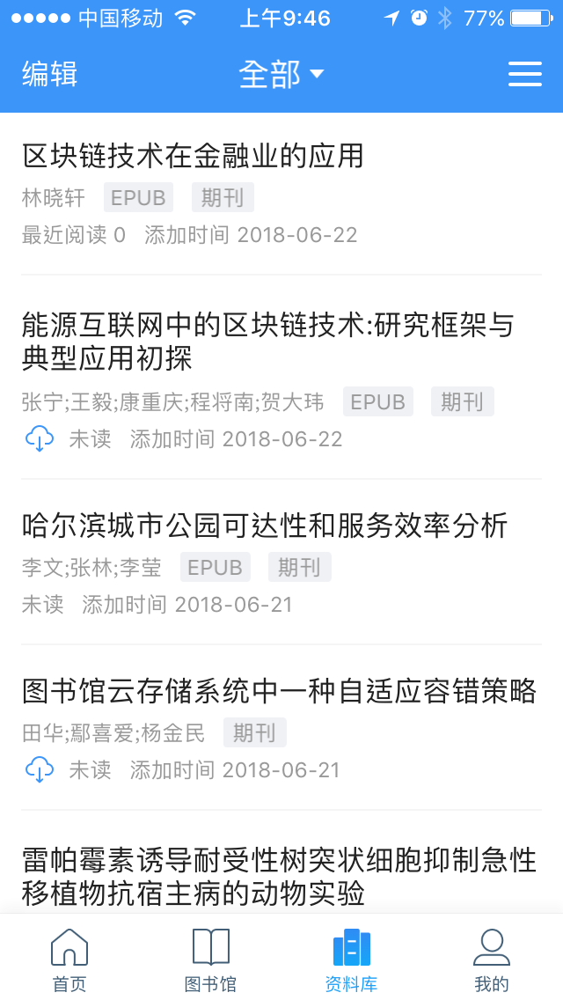 中国移动 上午9:46 77%
编辑 全部
区块链技术在金融业的应用
林晓轩 EPUB 期刊
最近阅读 0 添加时间 2018-06-22
能源互联网中的区块链技术:研究框架与
典型应用初探
张宁;王毅;康重庆;程将南;贺大玮 EPUB 期刊
未读 添加时间 2018-06-22
哈尔滨城市公园可达性和服务效率分析
李文;张林;李莹 EPUB 期刊
未读 添加时间 2018-06-21
图书馆云存储系统中一种自适应容错策略
田华;鄢喜爱;杨金民 期刊
未读 添加时间 2018-06-21
雷帕霉素诱导耐受性树突状细胞抑制急性
移植物抗宿主病的动物实验
首页 图书馆 资料库 我的